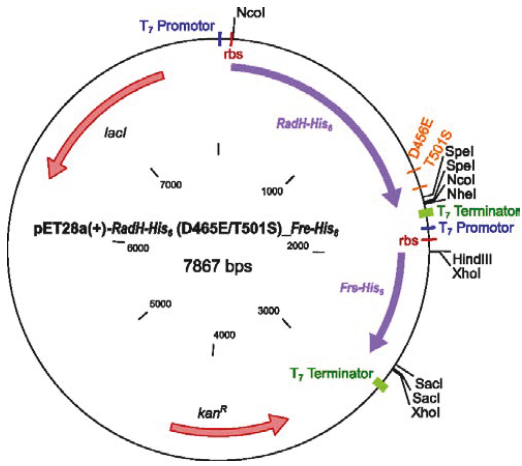 T7 Promotor
NcoI
rbs
lacI
RadH-His6
D456E
T501S
SpeI
SpeI
NcoI
NheI
T7 Terminator
T7 Promotor
rbs
HindIII
XhoI
7000
1000
pET28a(+)-RadH-His6 (D465E/T501S)_Fre-His6
6000
2000
7867 bps
Fre-His6
5000
3000
4000
T7 Terminator
SacI
SacI
XhoI
kanR